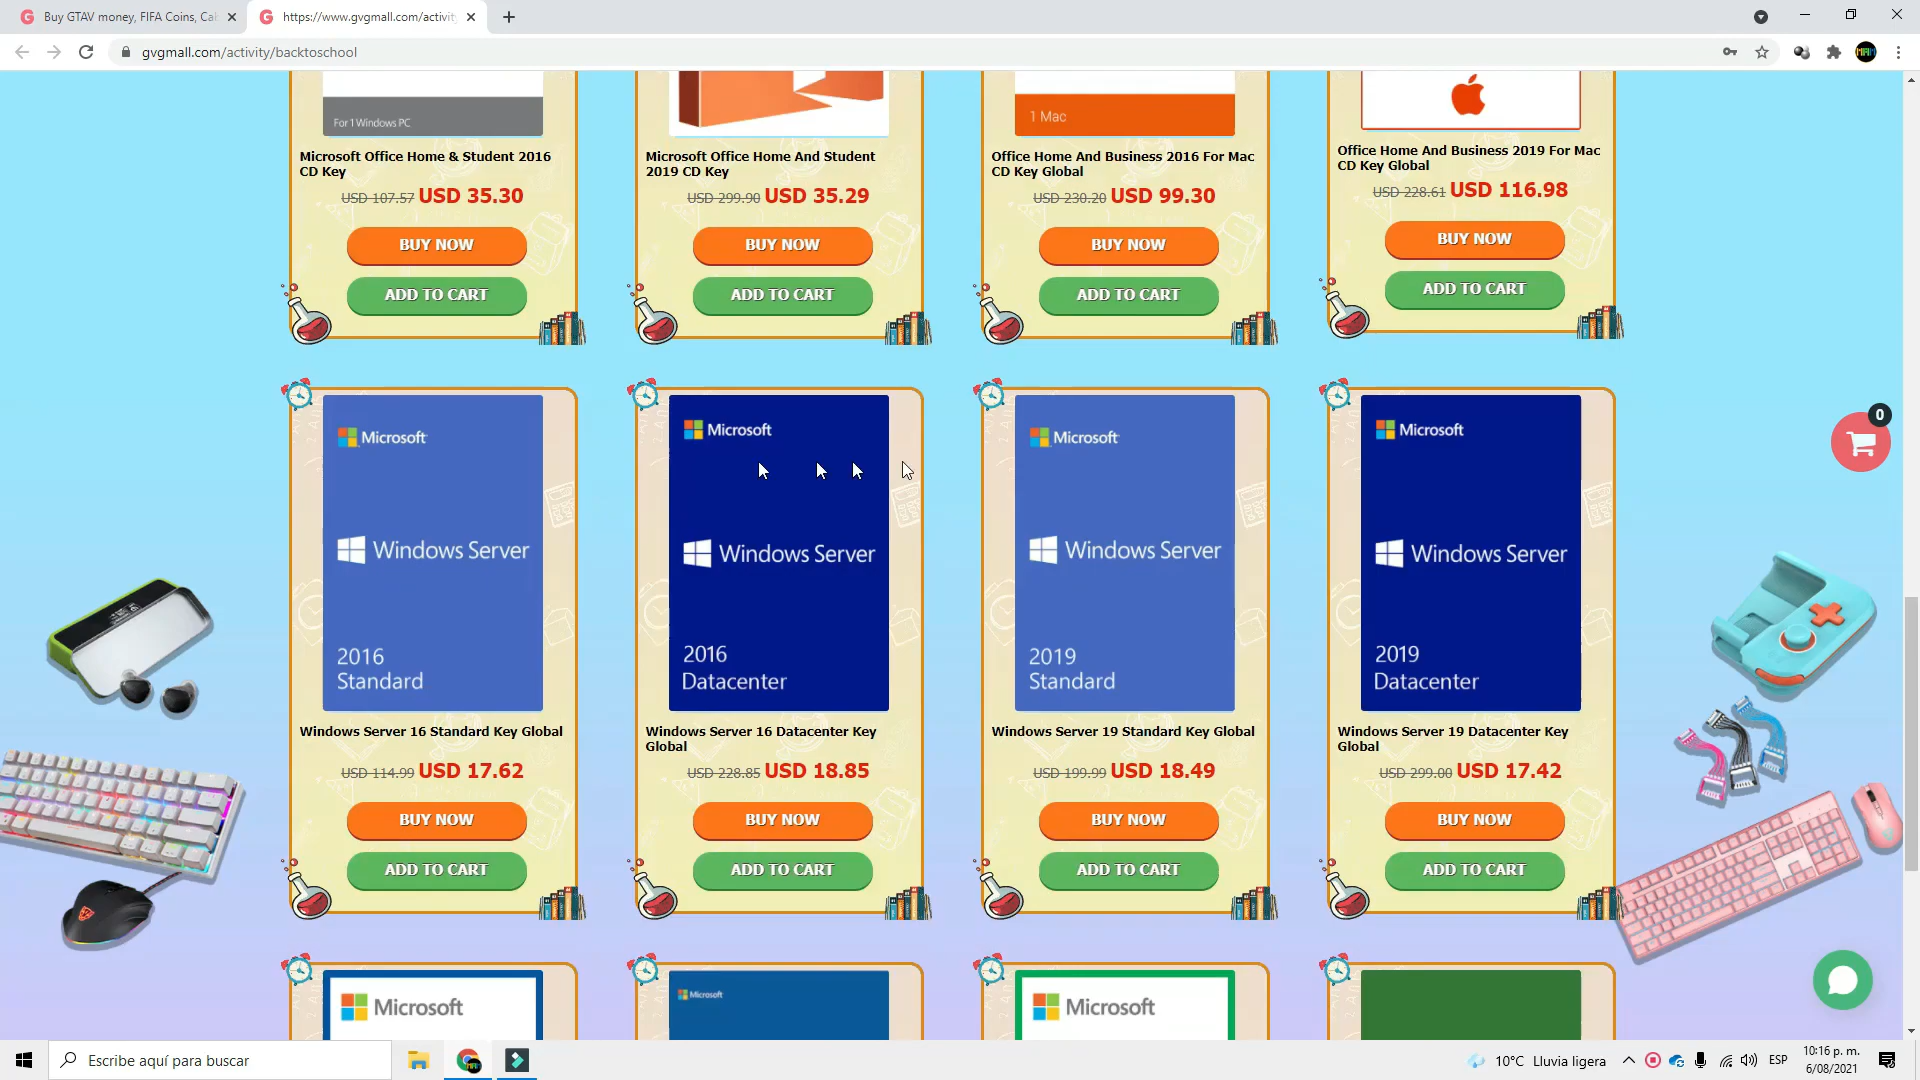 Buy GTAV money, FIFA Coins, Cal
https://www.gvgmall.com/activity
gvgmall.com/activity/backtoschool
For 1 Windows PC
1 Mac
Microsoft Office Home & Student 2016
CD Key
USD 107.57 USD 35.30
BUY NOW
ADD TO CART
Microsoft Office Home And Student
2019 CD Key
USD 299.90 USD 35.29
BUY NOW
ADD TO CART
Office Home And Business 2016 For Mac
CD Key Global
USD 230.20 USD 99.30
BUY NOW
ADD TO CART
Office Home And Business 2019 For Mac
CD Key Global
USD 228.61 USD 116.98
BUY NOW
ADD TO CART
0
Microsoft
Windows Server
2016
Standard
Windows Server 16 Standard Key Global
USD 114.99 USD 17.62
BUY NOW
ADD TO CART
Microsoft
Windows Server
2016
Datacenter
Windows Server 16 Datacenter Key
Global
USD 228.85 USD 18.85
BUY NOW
ADD TO CART
Microsoft
Windows Server
2019
Standard
Windows Server 19 Standard Key Global
USD 199.99 USD 18.49
BUY NOW
ADD TO CART
Microsoft
Windows Server
2019
Datacenter
Windows Server 19 Datacenter Key
Global
USD 299.00 USD 17.42
BUY NOW
ADD TO CART
Microsoft
Microsoft
Microsoft
Escribe aquí para buscar
10°C Lluvia ligera
ESP
10:16 p. m.
6/08/2021